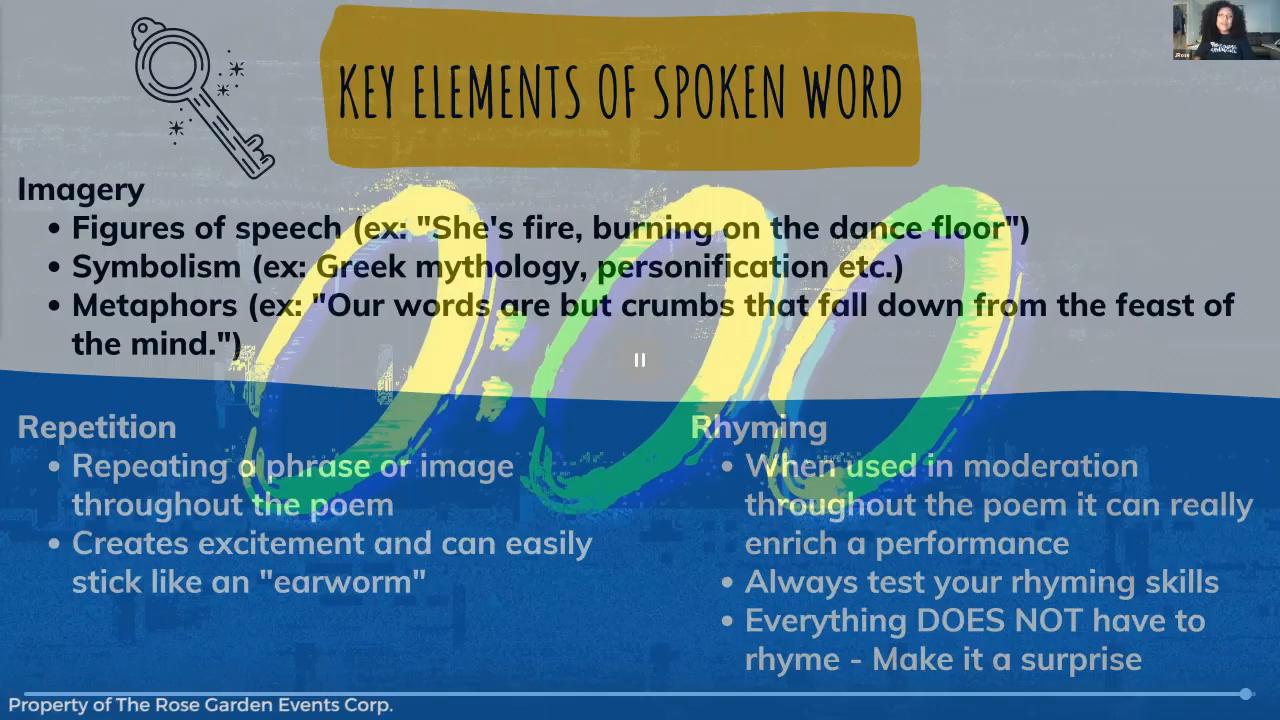 KEY ELEMENTS OF SPOKEN WORD
Imagery
• Figures of speech (ex: "She's fire, burning on the dance floor")
• Symbolism (ex: Greek mythology, personification etc.)
• Metaphors (ex: "Our words are but crumbs that fall down from the feast of
the mind.")
0:00
Repetition
• Repeating a phrase or image
throughout the poem
• Creates excitement and can easily
stick like an "earworm"
Rhyming
• When used in moderation
throughout the poem it can really
enrich a performance
• Always test your rhyming skills
• Everything DOES NOT have to
rhyme - Make it a surprise
Property of The Rose Garden Events Corp.
JRose